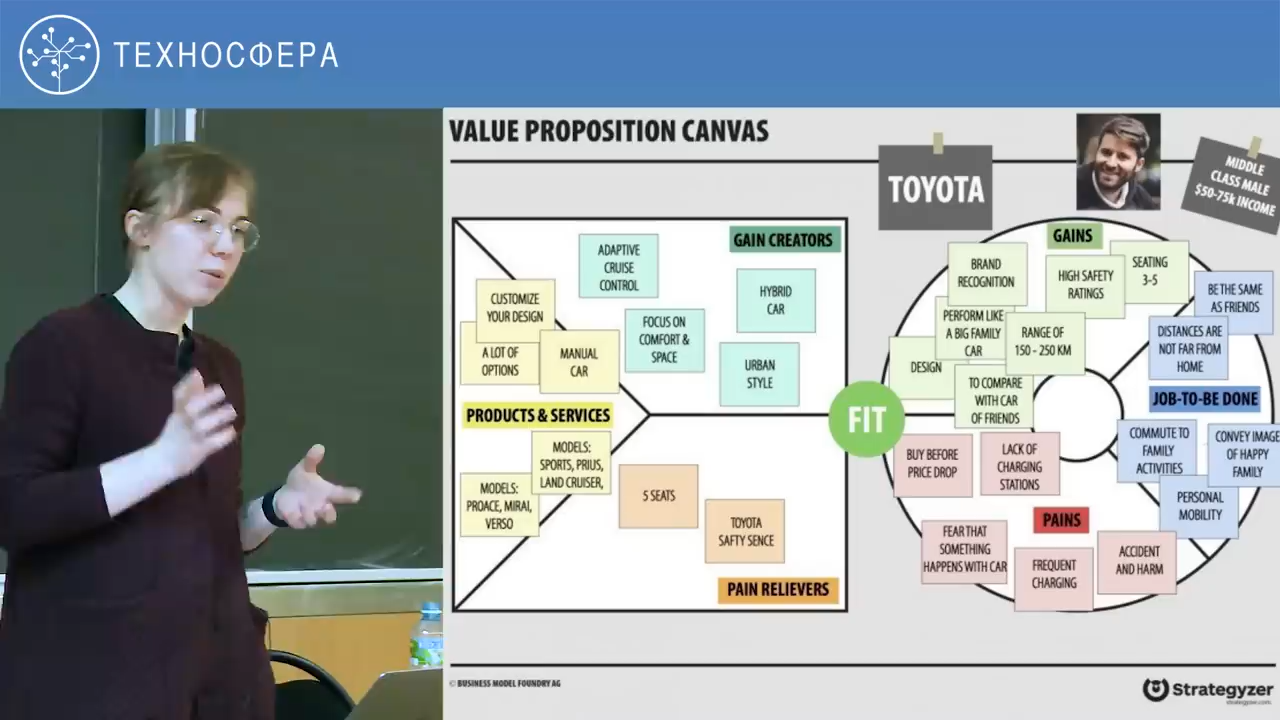 ТЕХНОСФЕРА
VALUE PROPOSITION CANVAS
TOYOTA
MIDDLE
CLASS MALE
$50-75k INCOME
GAIN CREATORS
ADAPTIVE
CRUISE
CONTROL
HYBRID
CAR
FOCUS ON
COMFORT &
SPACE
URBAN
STYLE
CUSTOMIZE
YOUR DESIGN
A LOT OF
OPTIONS
MANUAL
CAR
PRODUCTS & SERVICES
MODELS:
SPORTS, PRIUS,
LAND CRUISER,
MODELS:
PROACE, MIRAI,
VERSO
5 SEATS
TOYOTA
SAFTY SENCE
PAIN RELIEVERS
FIT
GAINS
BRAND
RECOGNITION
HIGH SAFETY
RATINGS
SEATING
3-5
PERFORM LIKE
A BIG FAMILY
CAR
RANGE OF
150 - 250 KM
DESIGN
TO COMPARE
WITH CAR
OF FRIENDS
BE THE SAME
AS FRIENDS
DISTANCES ARE
NOT FAR FROM
HOME
JOB-TO-BE DONE
COMMUTE TO
FAMILY
ACTIVITIES
CONVEY IMAGE
OF HAPPY
FAMILY
PERSONAL
MOBILITY
BUY BEFORE
PRICE DROP
LACK OF
CHARGING
STATIONS
PAINS
FEAR THAT
SOMETHING
HAPPENS WITH CAR
FREQUENT
CHARGING
ACCIDENT
AND HARM
© BUSINESS MODEL FOUNDRY AG
Strategyzer
strategyzer.com